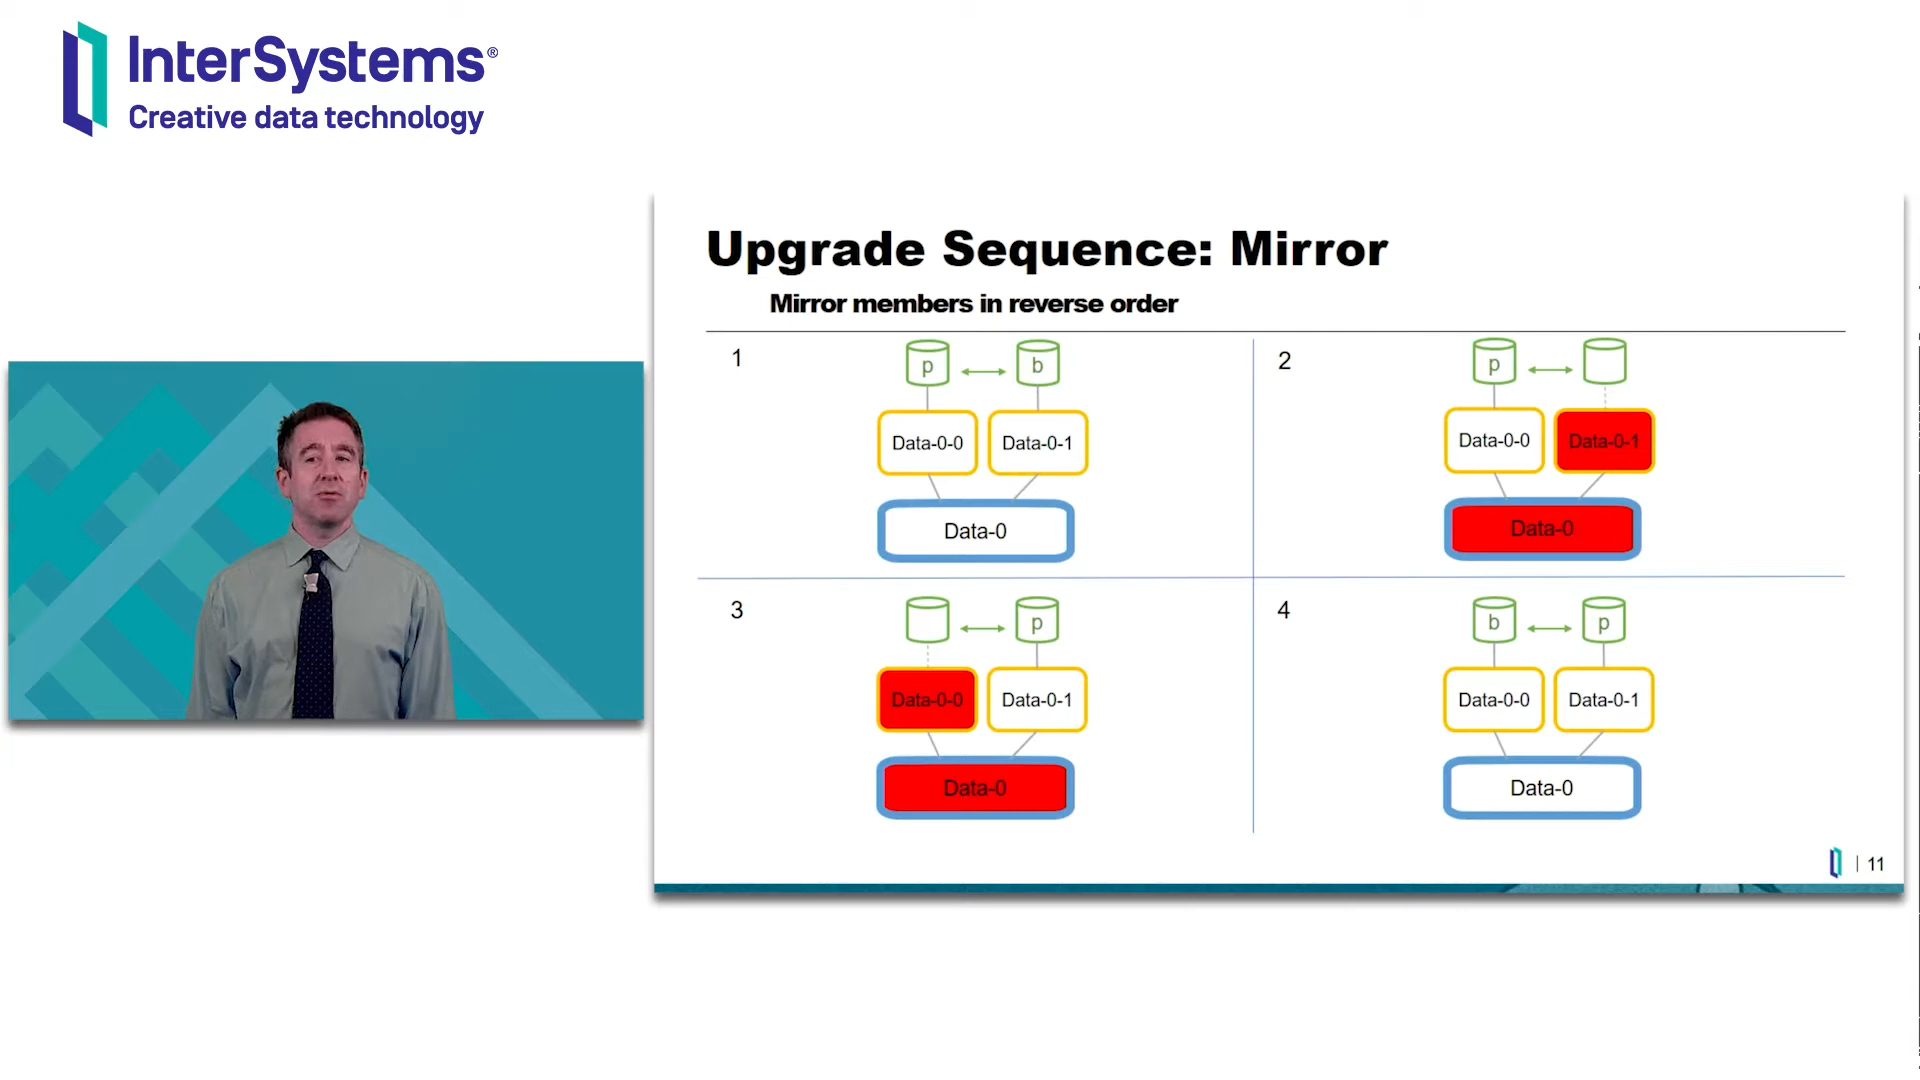 InterSystems®
Creative data technology
Upgrade Sequence: Mirror
Mirror members in reverse order
1
p
b
Data-0-0
Data-0-1
Data-0
2
p
Data-0-0
Data-0-1
Data-0
3
p
Data-0-0
Data-0-1
Data-0
4
b
p
Data-0-0
Data-0-1
Data-0
| 11